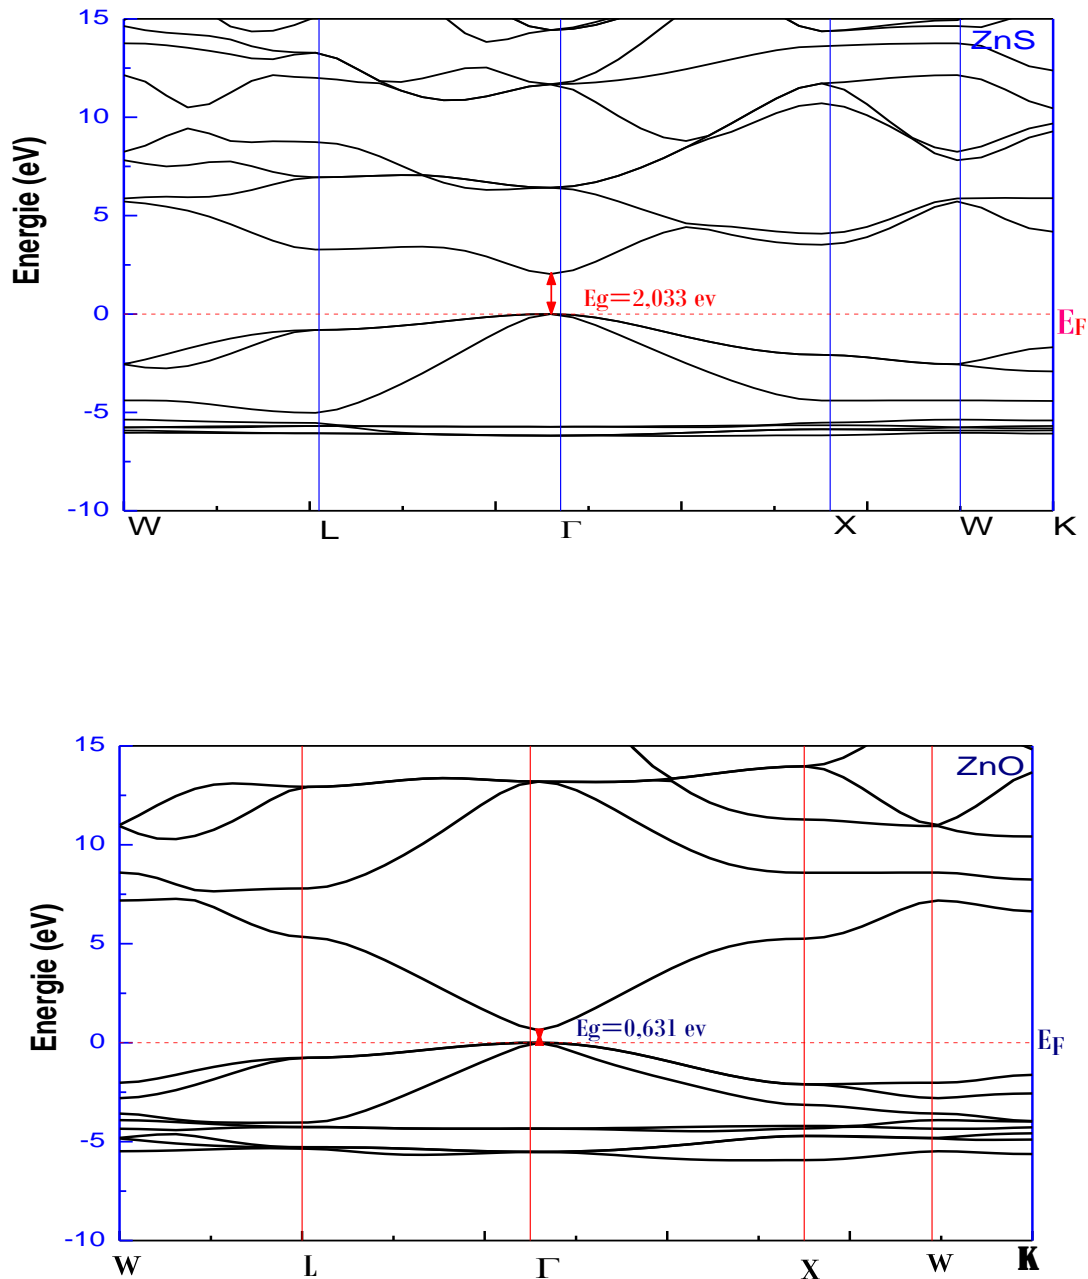 15
ZnS
10
Energie (eV)
5
Eg=2,033 ev
0
EF
-5
-10
W L Γ X W K
15
ZnO
10
Energie (eV)
5
Eg=0,631 ev
0
EF
-5
-10
W L Γ X W K